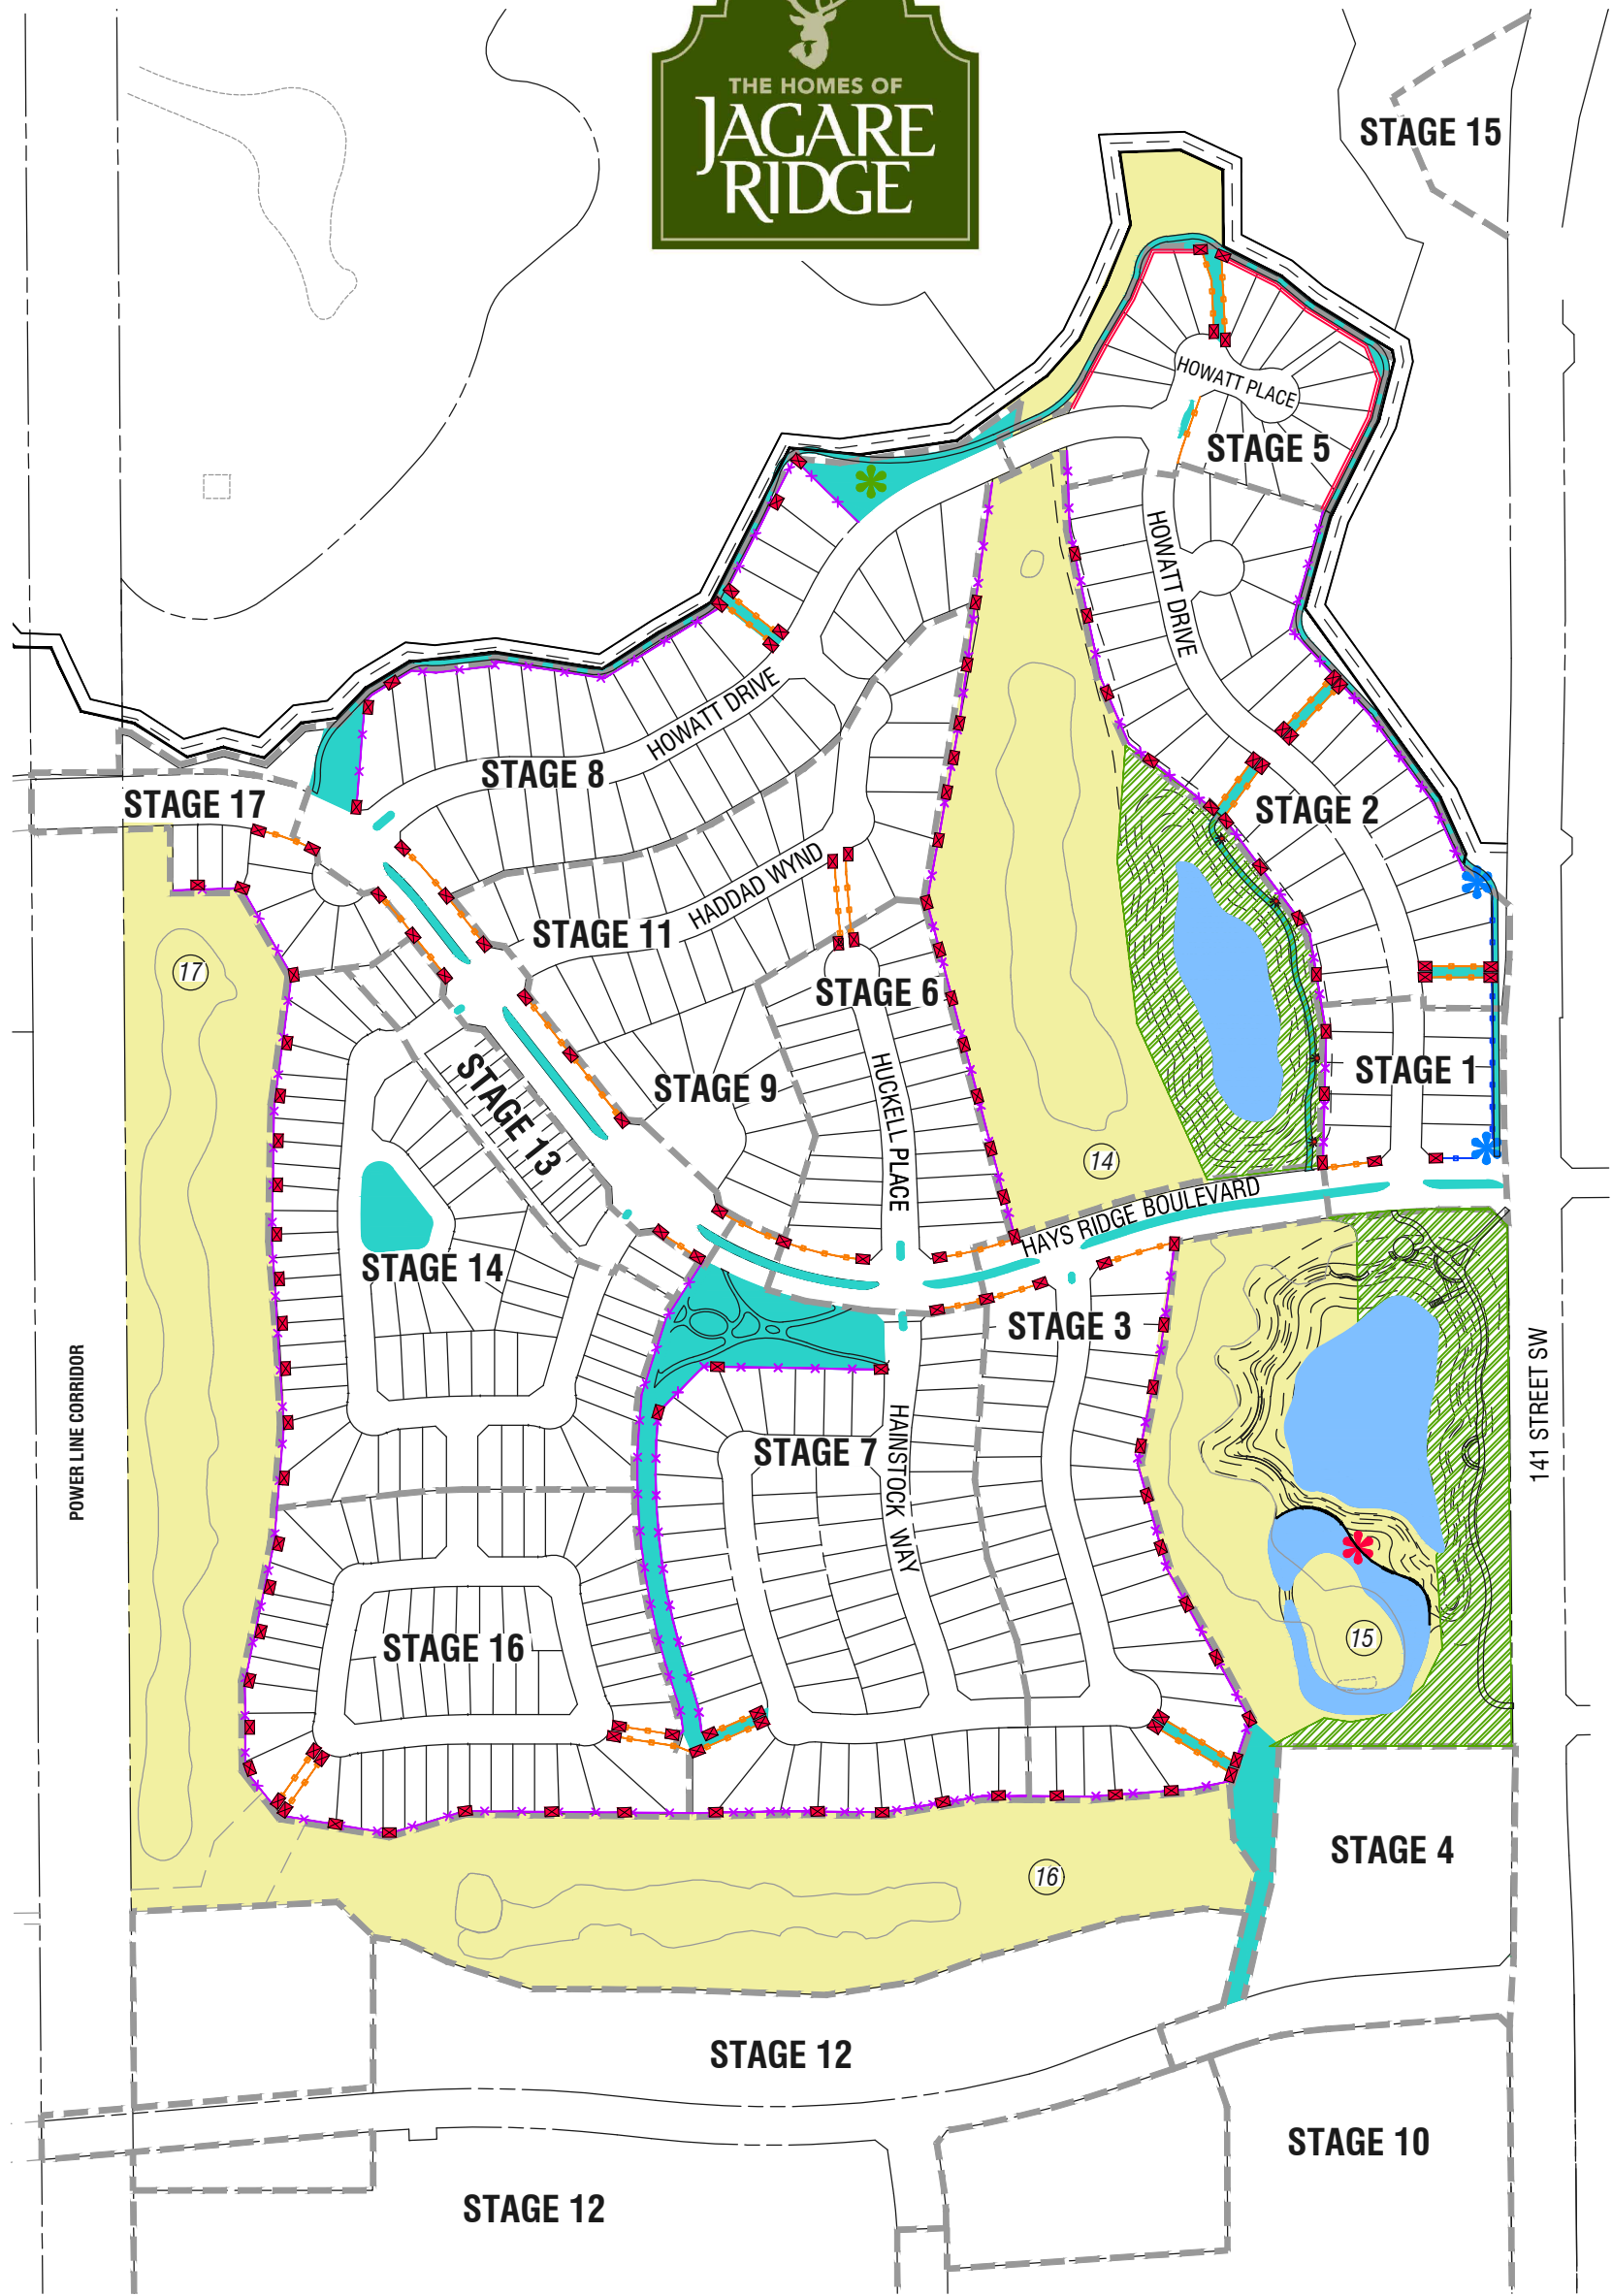 THE HOMES OF
JAGARE
RIDGE
STAGE 15
HOWATT PLACE
STAGE 5
HOWATT DRIVE
HOWATT DRIVE
STAGE 8
STAGE 17
STAGE 2
HADDAD WYND
STAGE 11
17
STAGE 6
STAGE 1
STAGE 9
HUCKELL PLACE
STAGE 13
14
HAYS RIDGE BOULEVARD
STAGE 14
STAGE 3
POWER LINE CORRIDOR
141 STREET SW
STAGE 7
HAINSTOCK WAY
STAGE 16
15
STAGE 4
16
STAGE 12
STAGE 10
STAGE 12